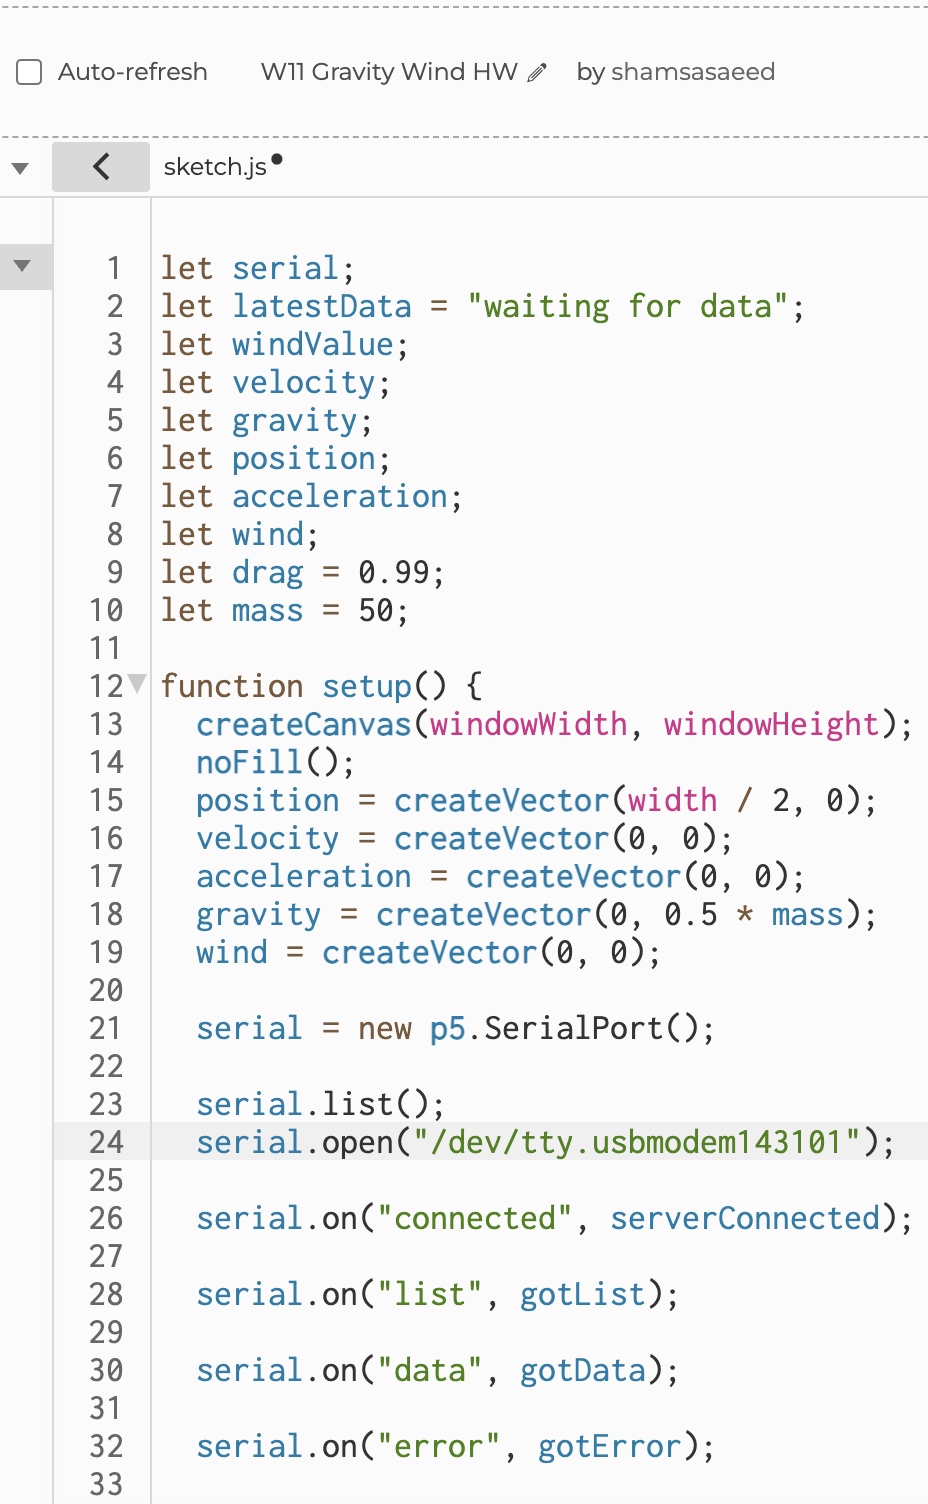 Auto-refresh W11 Gravity Wind HW by shamsasaeed
sketch.js
1 let serial;
2 let latestData = "waiting for data";
3 let windValue;
4 let velocity;
5 let gravity;
6 let position;
7 let acceleration;
8 let wind;
9 let drag = 0.99;
10 let mass = 50;
11
12 function setup() {
13 createCanvas(windowWidth, windowHeight);
14 noFill();
15 position = createVector(width / 2, 0);
16 velocity = createVector(0, 0);
17 acceleration = createVector(0, 0);
18 gravity = createVector(0, 0.5 * mass);
19 wind = createVector(0, 0);
20
21 serial = new p5.SerialPort();
22
23 serial.list();
24 serial.open("/dev/tty.usbmodem143101");
25
26 serial.on("connected", serverConnected);
27
28 serial.on("list", gotList);
29
30 serial.on("data", gotData);
31
32 serial.on("error", gotError);
33